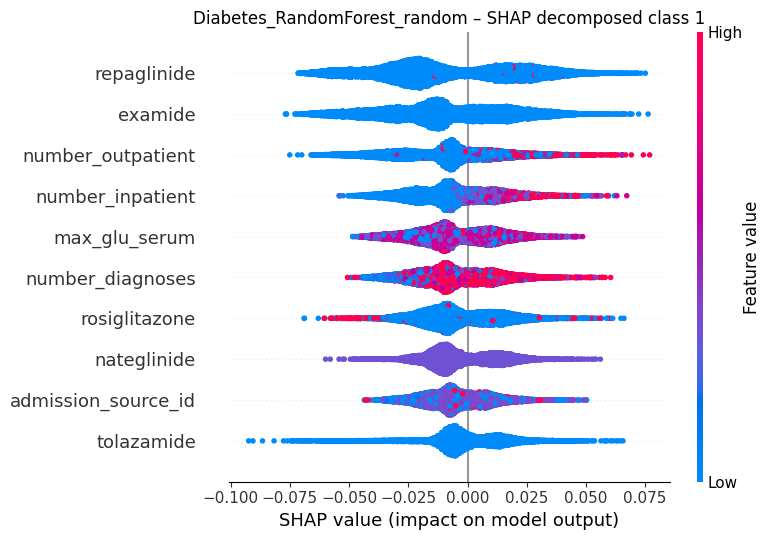 Diabetes_RandomForest_random – SHAP decomposed class 1
High
repaglinide
examide
number_outpatient
number_inpatient
max_glu_serum
number_diagnoses
rosiglitazone
nateglinide
admission_source_id
tolazamide
Feature value
Low
−0.100 −0.075 −0.050 −0.025 0.000 0.025 0.050 0.075
SHAP value (impact on model output)